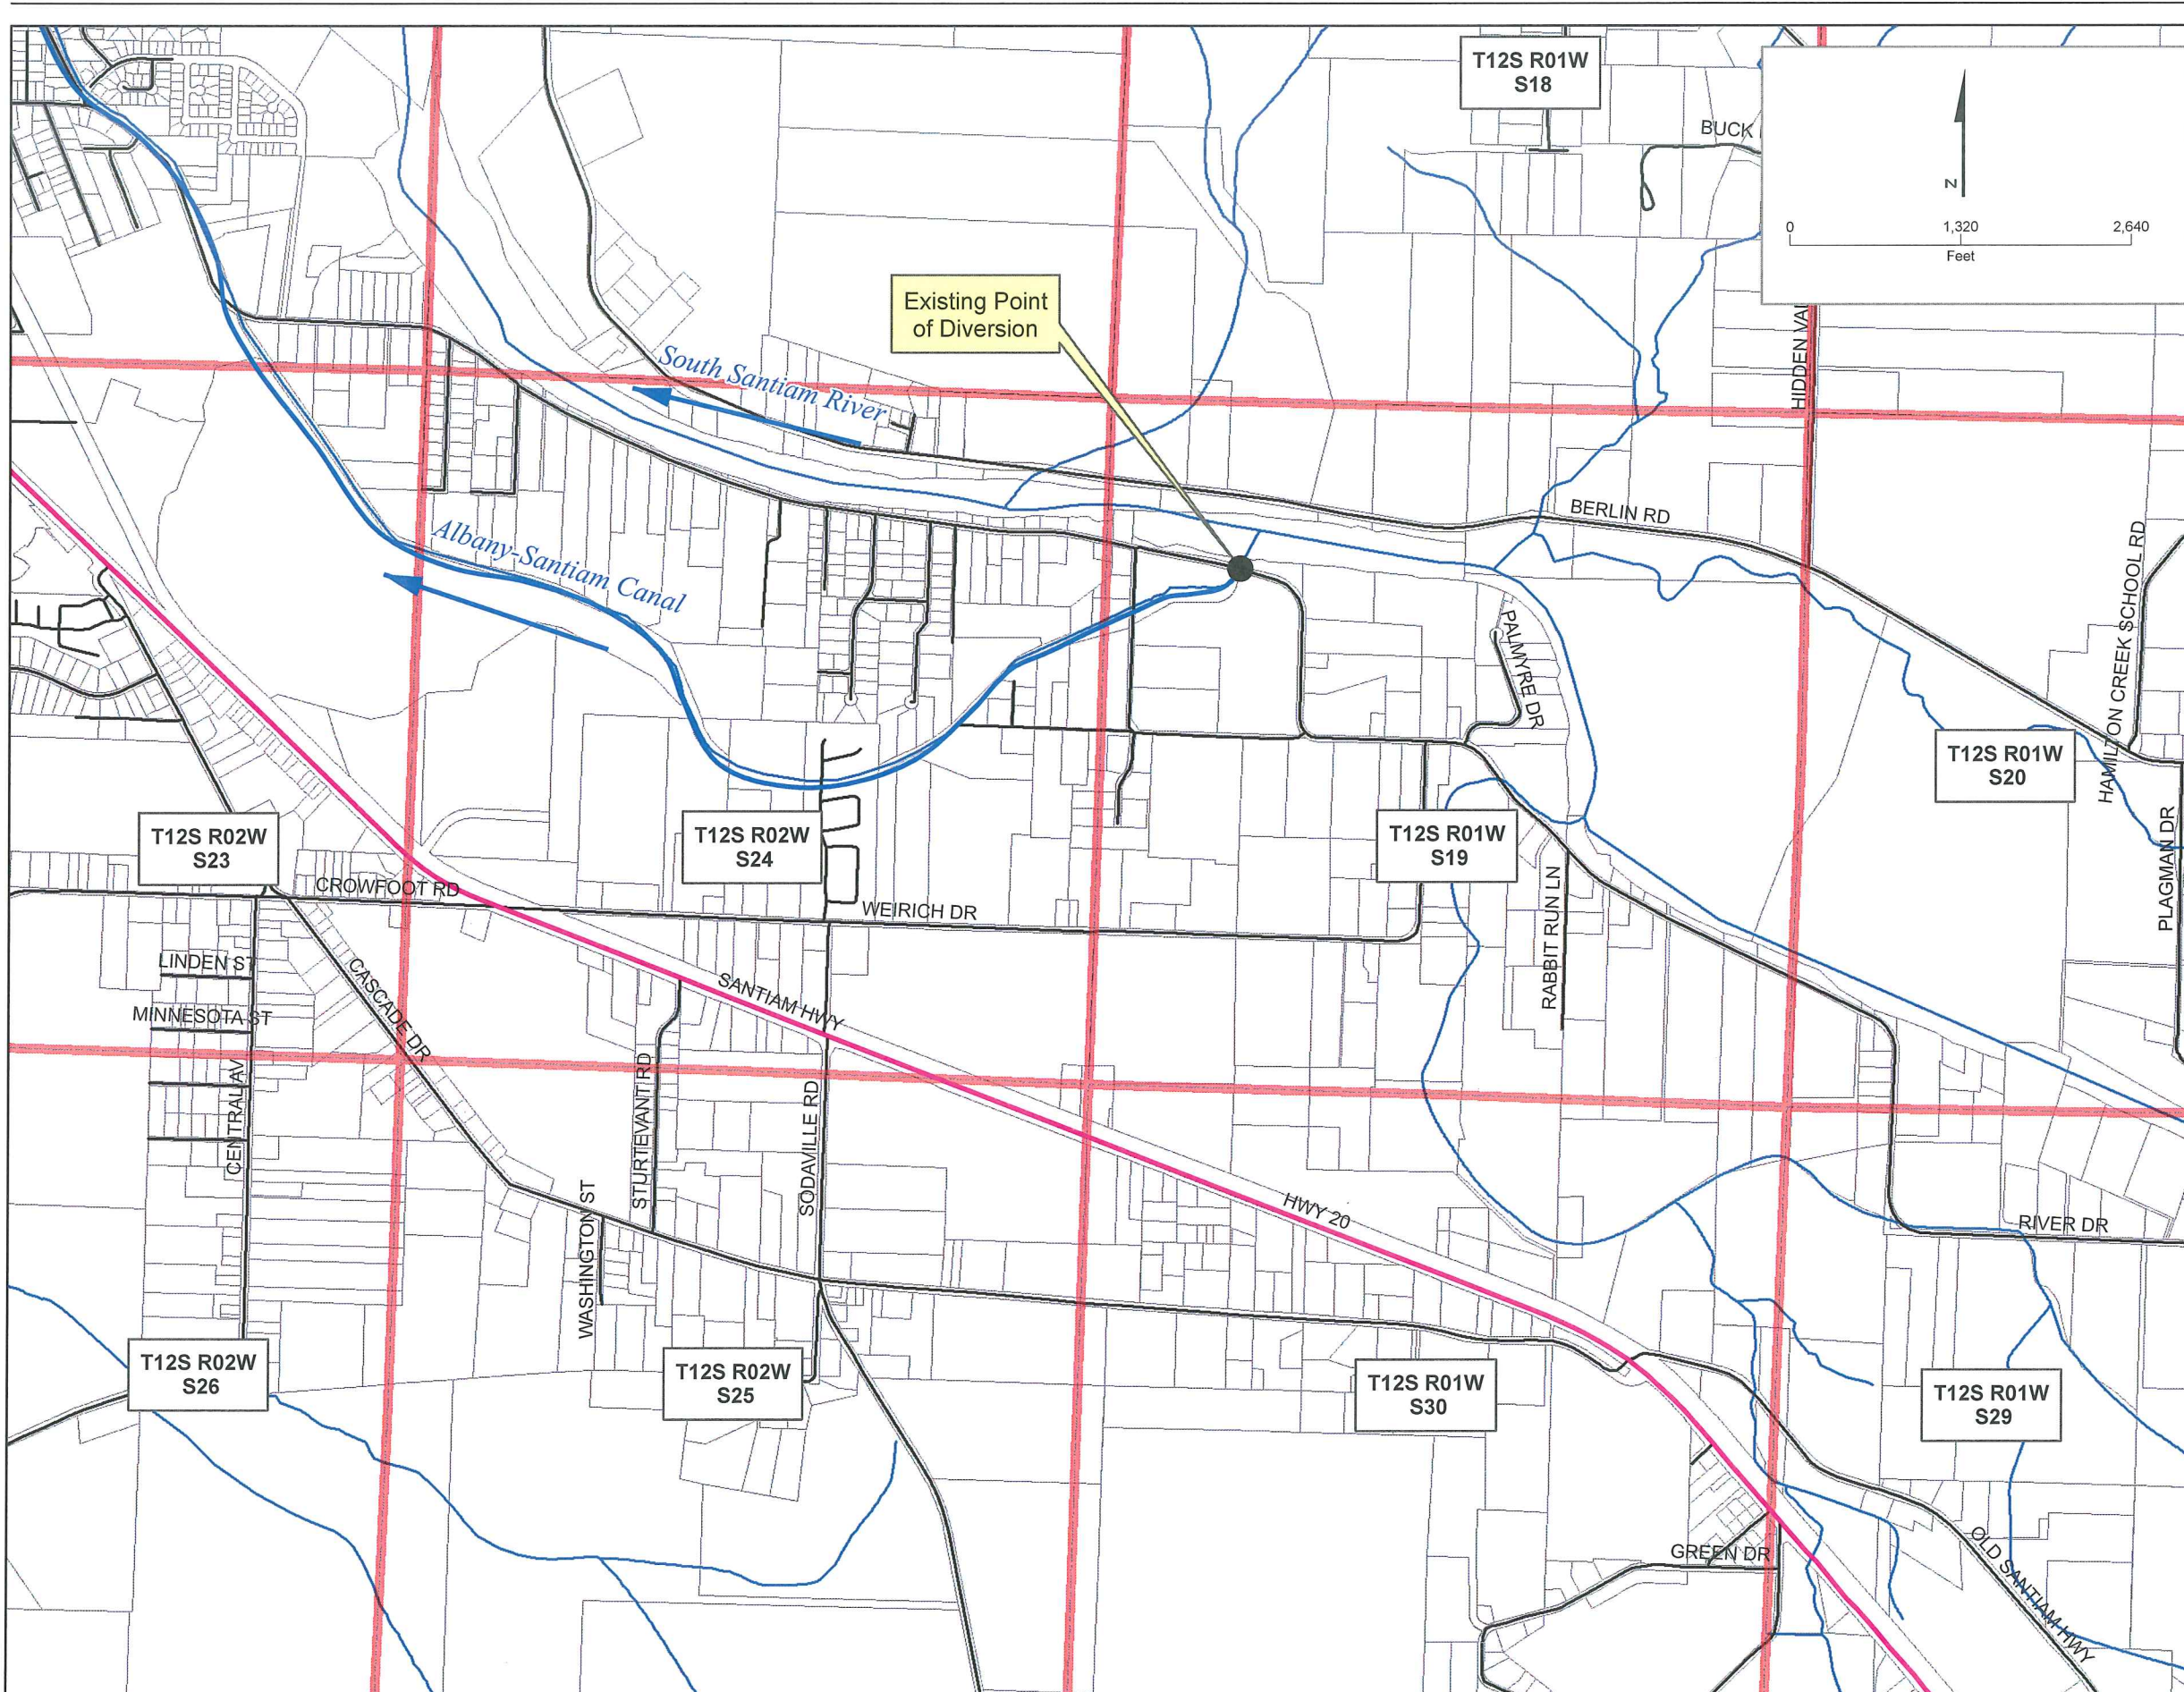 T12S R01W
S18
BUCK
N
0
1,320
2,640
Feet
Existing Point
of Diversion
South Santiam River
HIDDEN VAL
BERLIN RD
Albany-Santiam Canal
HAMILTON CREEK SCHOOL RD
PALMYRE DR
T12S R01W
S20
T12S R02W
S23
T12S R02W
S24
T12S R01W
S19
PLAGMAN DR
CROWFOOT RD
WEIRICH DR
RABBIT RUN LN
LINDEN ST
CASCADE DR
SANTIAM HWY
MINNESOTA ST
CENTRAL AV
STURTEVANT RD
SODAVILLE RD
WASHINGTON ST
HWY 20
RIVER DR
T12S R02W
S26
T12S R02W
S25
T12S R01W
S30
T12S R01W
S29
GREEN DR
OLD SANTIAM HWY